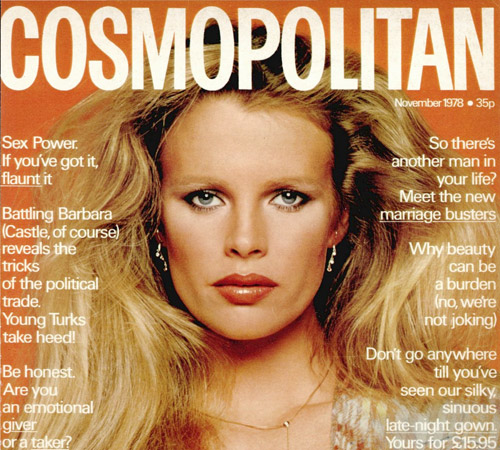 COSMOPOLITAN
November 1978 • 35p
Sex Power.
If you've got it,
flaunt it
Battling Barbara
(Castle, of course)
reveals the
tricks
of the political
trade.
Young Turks
take heed!
Be honest.
Are you
an emotional
giver
or a taker?
So there's
another man in
your life?
Meet the new
marriage busters
Why beauty
can be
a burden
(no, we're
not joking)
Don't go anywhere
till you've
seen our silky,
sinuous
late-night gown.
Yours for £15.95